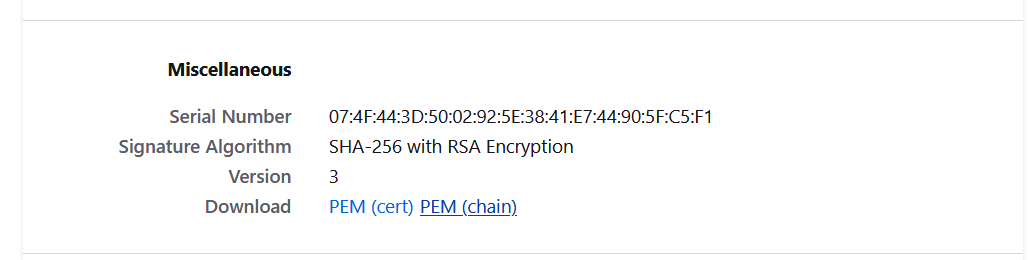 Miscellaneous
Serial Number 07:4F:44:3D:50:02:92:5E:38:41:E7:44:90:5F:C5:F1
Signature Algorithm SHA-256 with RSA Encryption
Version 3
Download PEM (cert) PEM (chain)